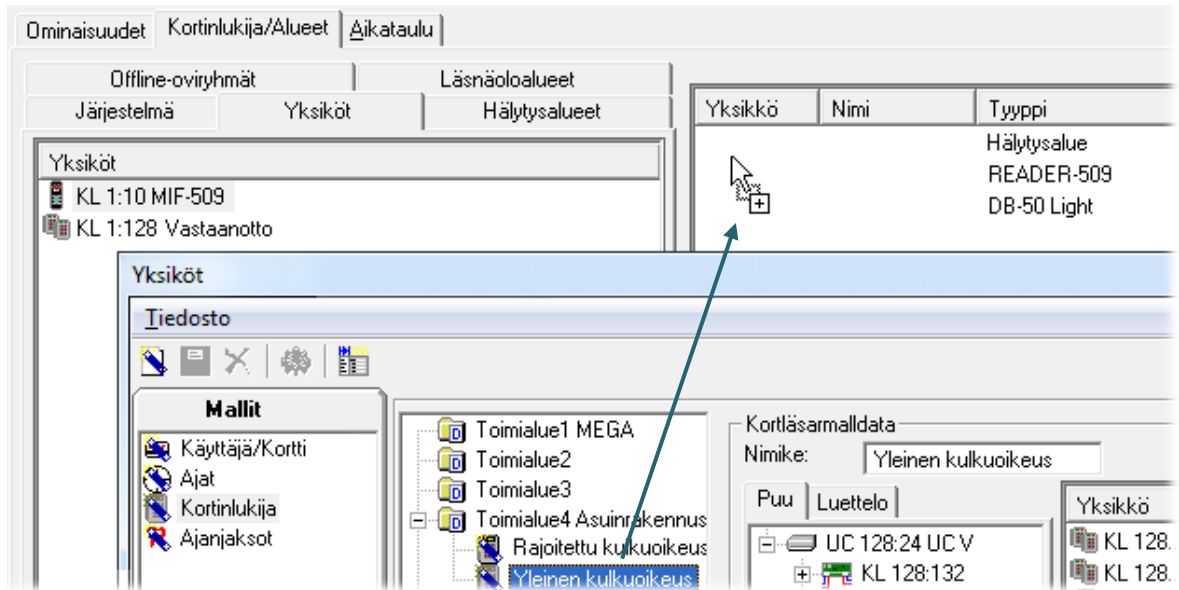 Ominaisuudet Kortinlukija/Alueet Aikataulu
Offline-oviryhmät Läsnäoloalueet
Järjestelmä Yksiköt Hälytysalueet
Yksikkö Nimi Tyyppi
Yksiköt
Hälytysalue
KL 1:10 MIF-509
READER-509
KL 1:128 Vastaanotto
DB-50 Light
Yksiköt
Tiedosto
Mallit
Käyttäjä/Kortti
Ajat
Kortinlukija
Ajanjaksot
Toimialue1 MEGA
Toimialue2
Toimialue3
Toimialue4 Asuinrakennus
Rajoitettu kulkuoikeus
Yleinen kulkuoikeus
Kortläsarmalldata
Nimike: Yleinen kulkuoikeus
Puu Luettelo
UC 128:24 UC V
KL 128:132
Yksikkö
KL 128...
KL 128...